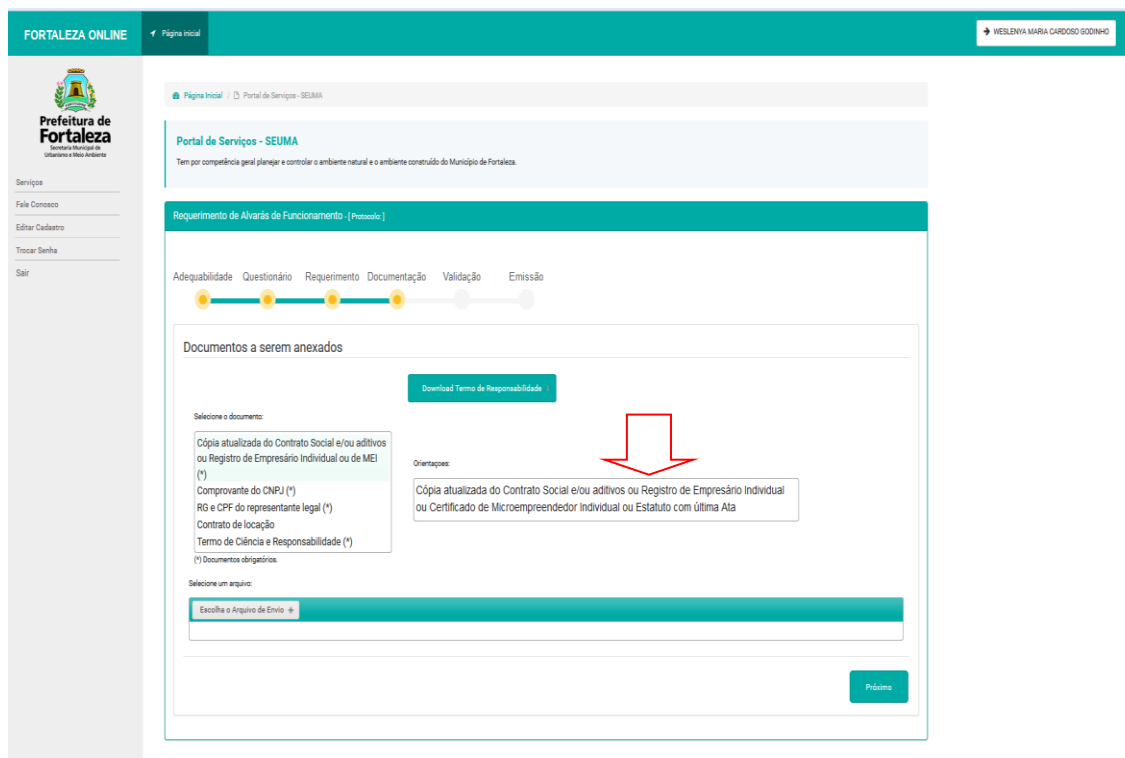 FORTALEZA ONLINE
Página inicial
WESLENYA MARIA CARDOSO GODINHO
Prefeitura de
Fortaleza
Secretaria Municipal de
Urbanismo e Meio Ambiente
Serviços
Fale Conosco
Editar Cadastro
Trocar Senha
Sair
Página Inicial / Portal de Serviços - SEUMA
Portal de Serviços - SEUMA
Tem por competência geral planejar e controlar o ambiente natural e o ambiente construído do Município de Fortaleza.
Requerimento de Alvarás de Funcionamento - [ Protocolo: ]
Adequabilidade Questionário Requerimento Documentação Validação Emissão
Documentos a serem anexados
Download Termo de Responsabilidade
Selecione o documento:
Cópia atualizada do Contrato Social e/ou aditivos
ou Registro de Empresário Individual ou de MEI
(*)
Comprovante do CNPJ (*)
RG e CPF do representante legal (*)
Contrato de locação
Termo de Ciência e Responsabilidade (*)
(*) Documentos obrigatórios.
Orientaçoes:
Cópia atualizada do Contrato Social e/ou aditivos ou Registro de Empresário Individual
ou Certificado de Microempreendedor Individual ou Estatuto com última Ata
Selecione um arquivo:
Escolha o Arquivo de Envio +
Próximo